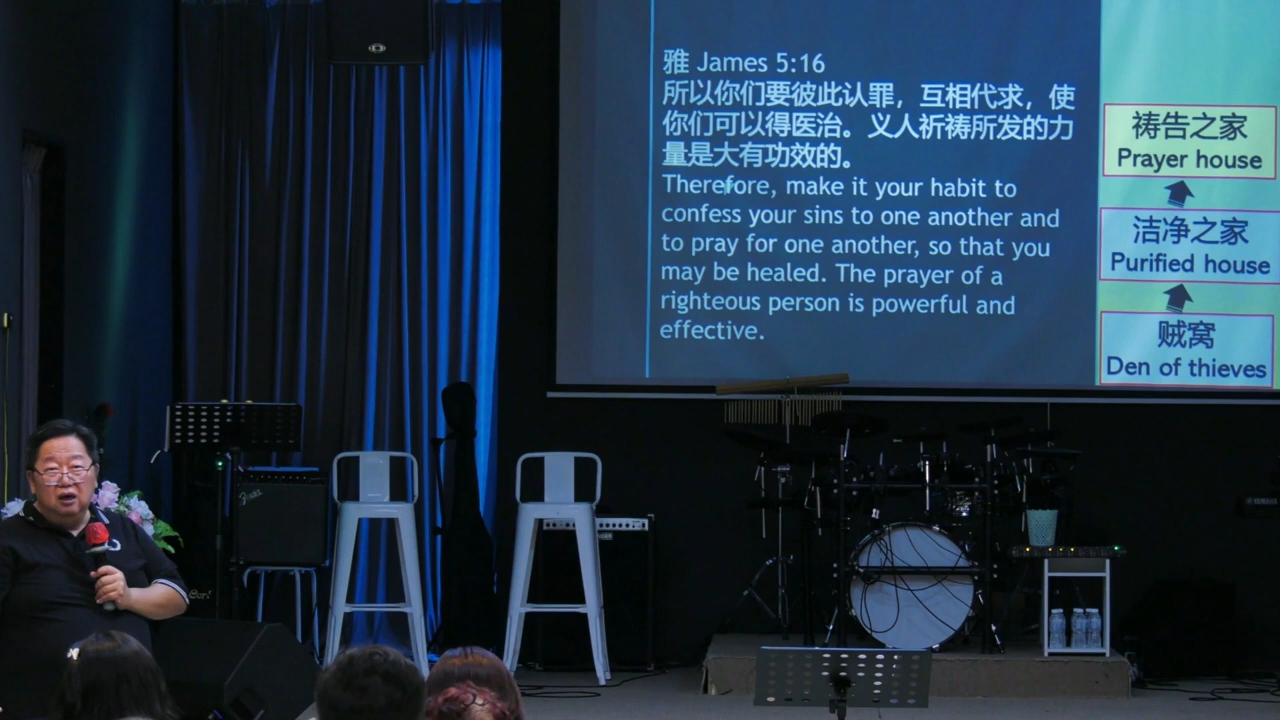 雅 James 5:16
所以你们要彼此认罪，互相代求，使
你们可以得医治。义人祈祷所发的力
量是大有功效的。
Therefore, make it your habit to
confess your sins to one another and
to pray for one another, so that you
may be healed. The prayer of a
righteous person is powerful and
effective.
祷告之家
Prayer house
洁净之家
Purified house
贼窝
Den of thieves
Fender